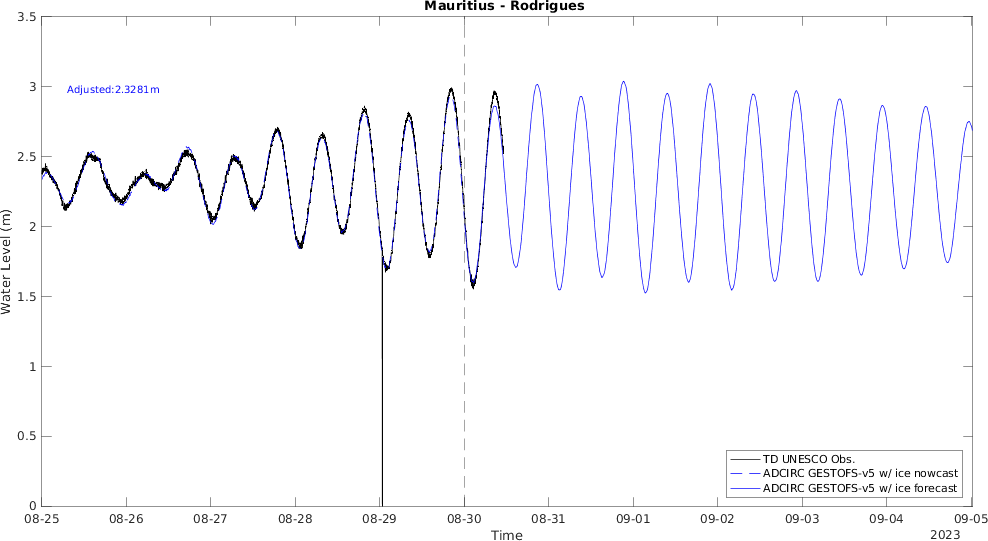 Mauritius - Rodrigues
3.5
3
2.5
2
1.5
1
0.5
0
Water Level (m)
Adjusted:2.3281m
TD UNESCO Obs.
ADCIRC GESTOFS-v5 w/ ice nowcast
ADCIRC GESTOFS-v5 w/ ice forecast
08-25 08-26 08-27 08-28 08-29 08-30 08-31 09-01 09-02 09-03 09-04 09-05
Time
2023